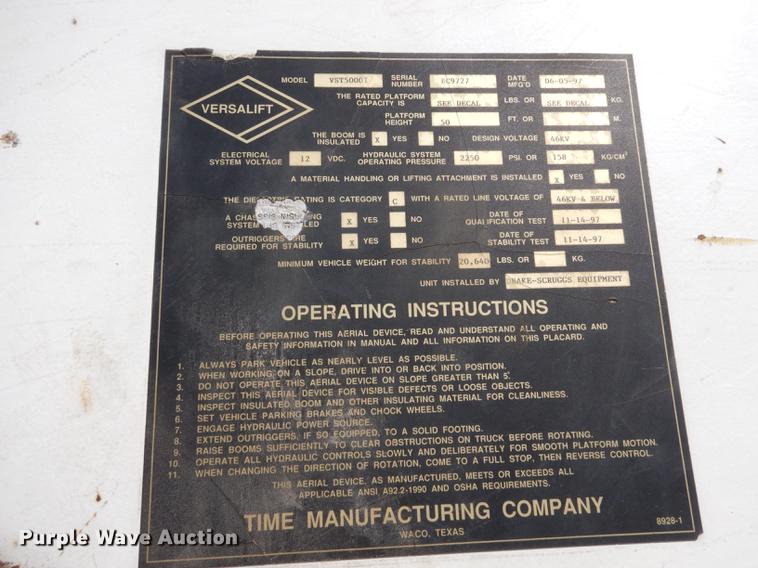 VERSALIFT
MODEL VST5000I SERIAL NUMBER BC9727 DATE MFG'D 06-05-97
THE RATED PLATFORM CAPACITY IS SEE DECAL LBS. OR SEE DECAL KG.
PLATFORM HEIGHT 50 FT. OR M.
THE BOOM IS INSULATED X YES NO DESIGN VOLTAGE 46KV
ELECTRICAL SYSTEM VOLTAGE 12 VDC. HYDRAULIC SYSTEM OPERATING PRESSURE 2250 PSI. OR 158 KG/CM²
A MATERIAL HANDLING OR LIFTING ATTACHMENT IS INSTALLED X YES NO
THE RATING IS CATEGORY C WITH A RATED LINE VOLTAGE OF 46KV & BELOW
A SYSTEM X YES NO DATE OF QUALIFICATION TEST 11-14-97
OUTRIGGERS ARE REQUIRED FOR STABILITY X YES NO DATE OF STABILITY TEST 11-14-97
MINIMUM VEHICLE WEIGHT FOR STABILITY 20,640 LBS. OR KG.
UNIT INSTALLED BY DRAKE-SCRUGGS EQUIPMENT
OPERATING INSTRUCTIONS
BEFORE OPERATING THIS AERIAL DEVICE, READ AND UNDERSTAND ALL OPERATING AND
SAFETY INFORMATION IN MANUAL AND ALL INFORMATION ON THIS PLACARD.
1. ALWAYS PARK VEHICLE AS NEARLY LEVEL AS POSSIBLE.
2. WHEN WORKING ON A SLOPE, DRIVE INTO OR BACK INTO POSITION.
3. DO NOT OPERATE THIS AERIAL DEVICE ON SLOPE GREATER THAN 5°.
4. INSPECT THIS AERIAL DEVICE FOR VISIBLE DEFECTS OR LOOSE OBJECTS.
5. INSPECT INSULATED BOOM AND OTHER INSULATING MATERIAL FOR CLEANLINESS.
6. SET VEHICLE PARKING BRAKES AND CHOCK WHEELS.
7. ENGAGE HYDRAULIC POWER SOURCE.
8. EXTEND OUTRIGGERS, IF SO EQUIPPED, TO A SOLID FOOTING.
9. RAISE BOOMS SUFFICIENTLY TO CLEAR OBSTRUCTIONS ON TRUCK BEFORE ROTATING.
10. OPERATE ALL HYDRAULIC CONTROLS SLOWLY AND DELIBERATELY FOR SMOOTH PLATFORM MOTION.
11. WHEN CHANGING THE DIRECTION OF ROTATION, COME TO A FULL STOP, THEN REVERSE CONTROL.
THIS AERIAL DEVICE, AS MANUFACTURED, MEETS OR EXCEEDS ALL
APPLICABLE ANSI A92.2-1990 AND OSHA REQUIREMENTS.
TIME MANUFACTURING COMPANY
WACO, TEXAS
8928-1
Purple Wave Auction